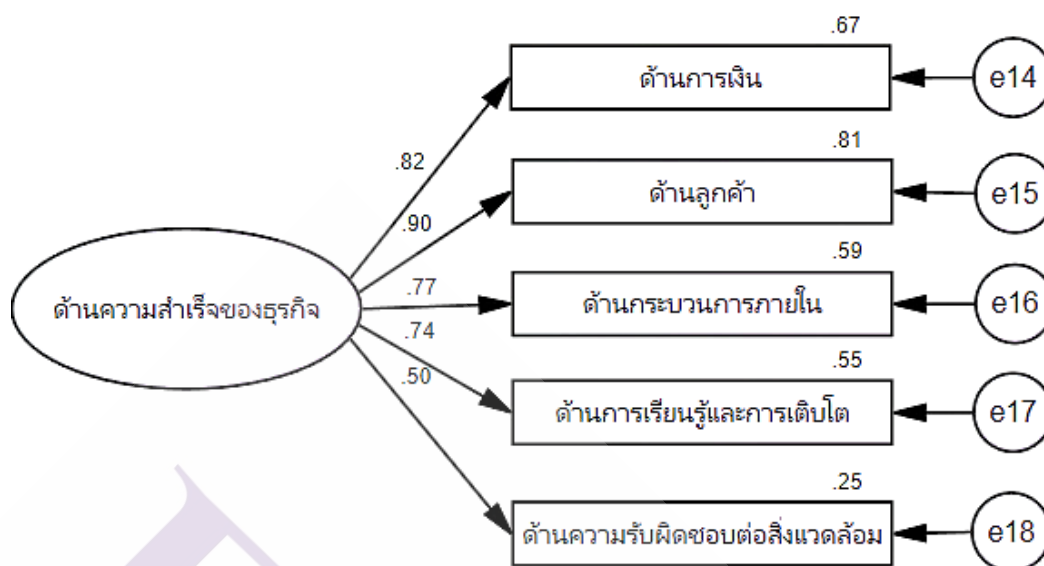 .67
ด้านการเงิน
e14
.82
.81
ด้านลูกค้า
e15
.90
.59
ด้านความสำเร็จของธุรกิจ
.77
ด้านกระบวนการภายใน
e16
.74
.55
.50
ด้านการเรียนรู้และการเติบโต
e17
.25
ด้านความรับผิดชอบต่อสิ่งแวดล้อม
e18